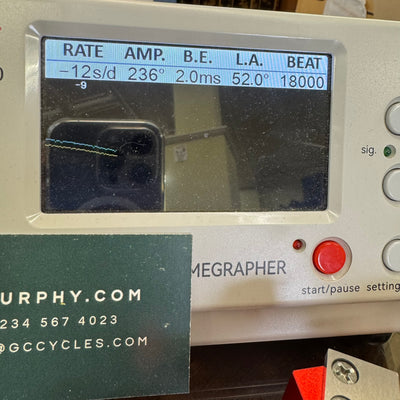 RATE AMP. B.E. L.A. BEAT
-12s/d 236° 2.0ms 52.0° 18000
-9
sig.
MEGRAPHER
start/pause setting
URPHY.COM
234 567 4023
@GCCYCLES.COM